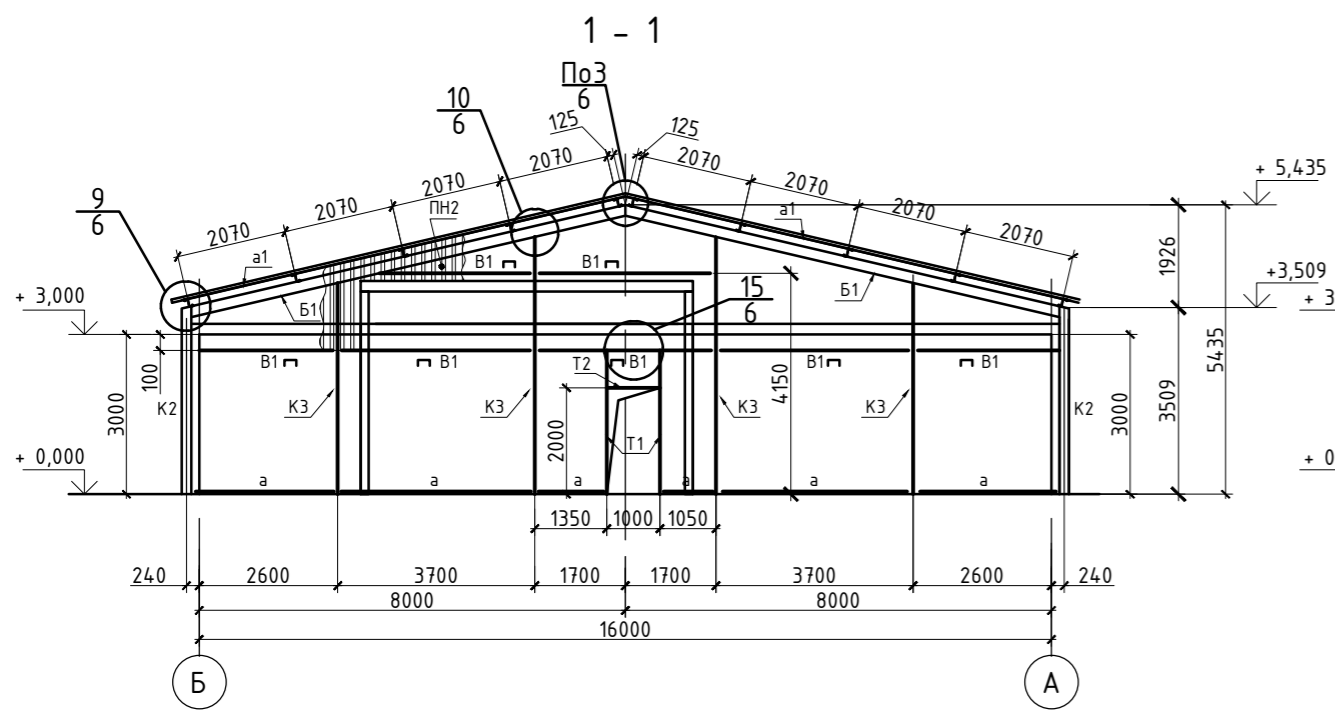 1 - 1
По3
6
10
6
9
6
125
125
2070
2070
2070
2070
2070
2070
2070
2070
ПН2
а1
а1
+ 5,435
+3,509
+ 3,000
+ 3
1926
В1
В1
15
6
Б1
Б1
В1
В1
Т2
В1
В1
В1
100
3000
К2
К3
К3
2000
Т1
4150
К3
К3
К2
3000
3509
5435
+ 0,000
+ 0
а
а
а
а
а
а
1350
1000
1050
240
2600
3700
1700
1700
3700
2600
240
8000
8000
16000
Б
А